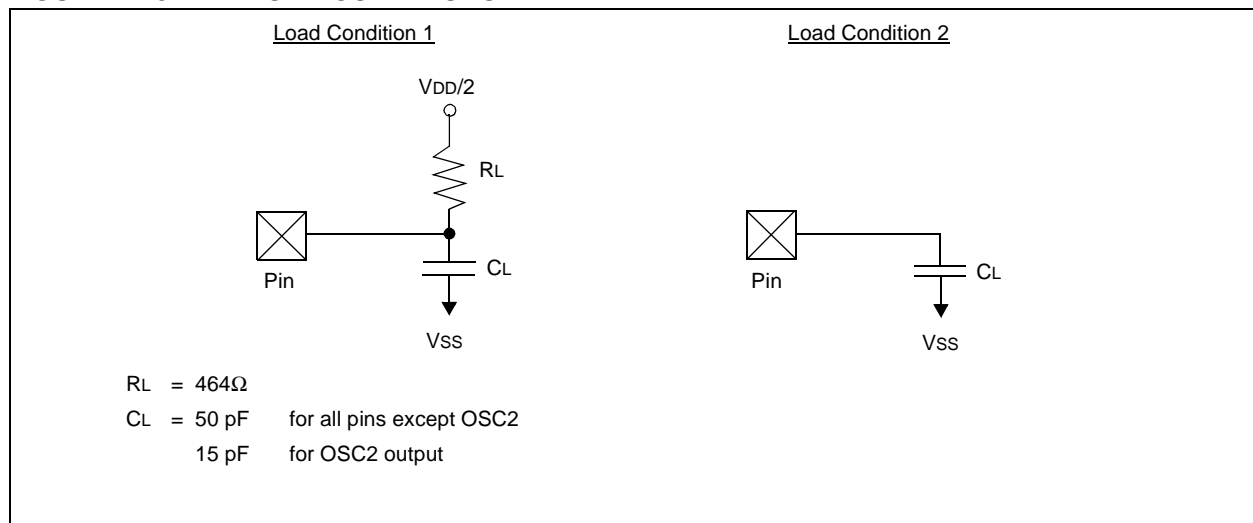 Load Condition 1
Load Condition 2
VDD/2
RL
Pin
CL
VSS
Pin
CL
VSS
RL = 464Ω
CL = 50 pF for all pins except OSC2
15 pF for OSC2 output